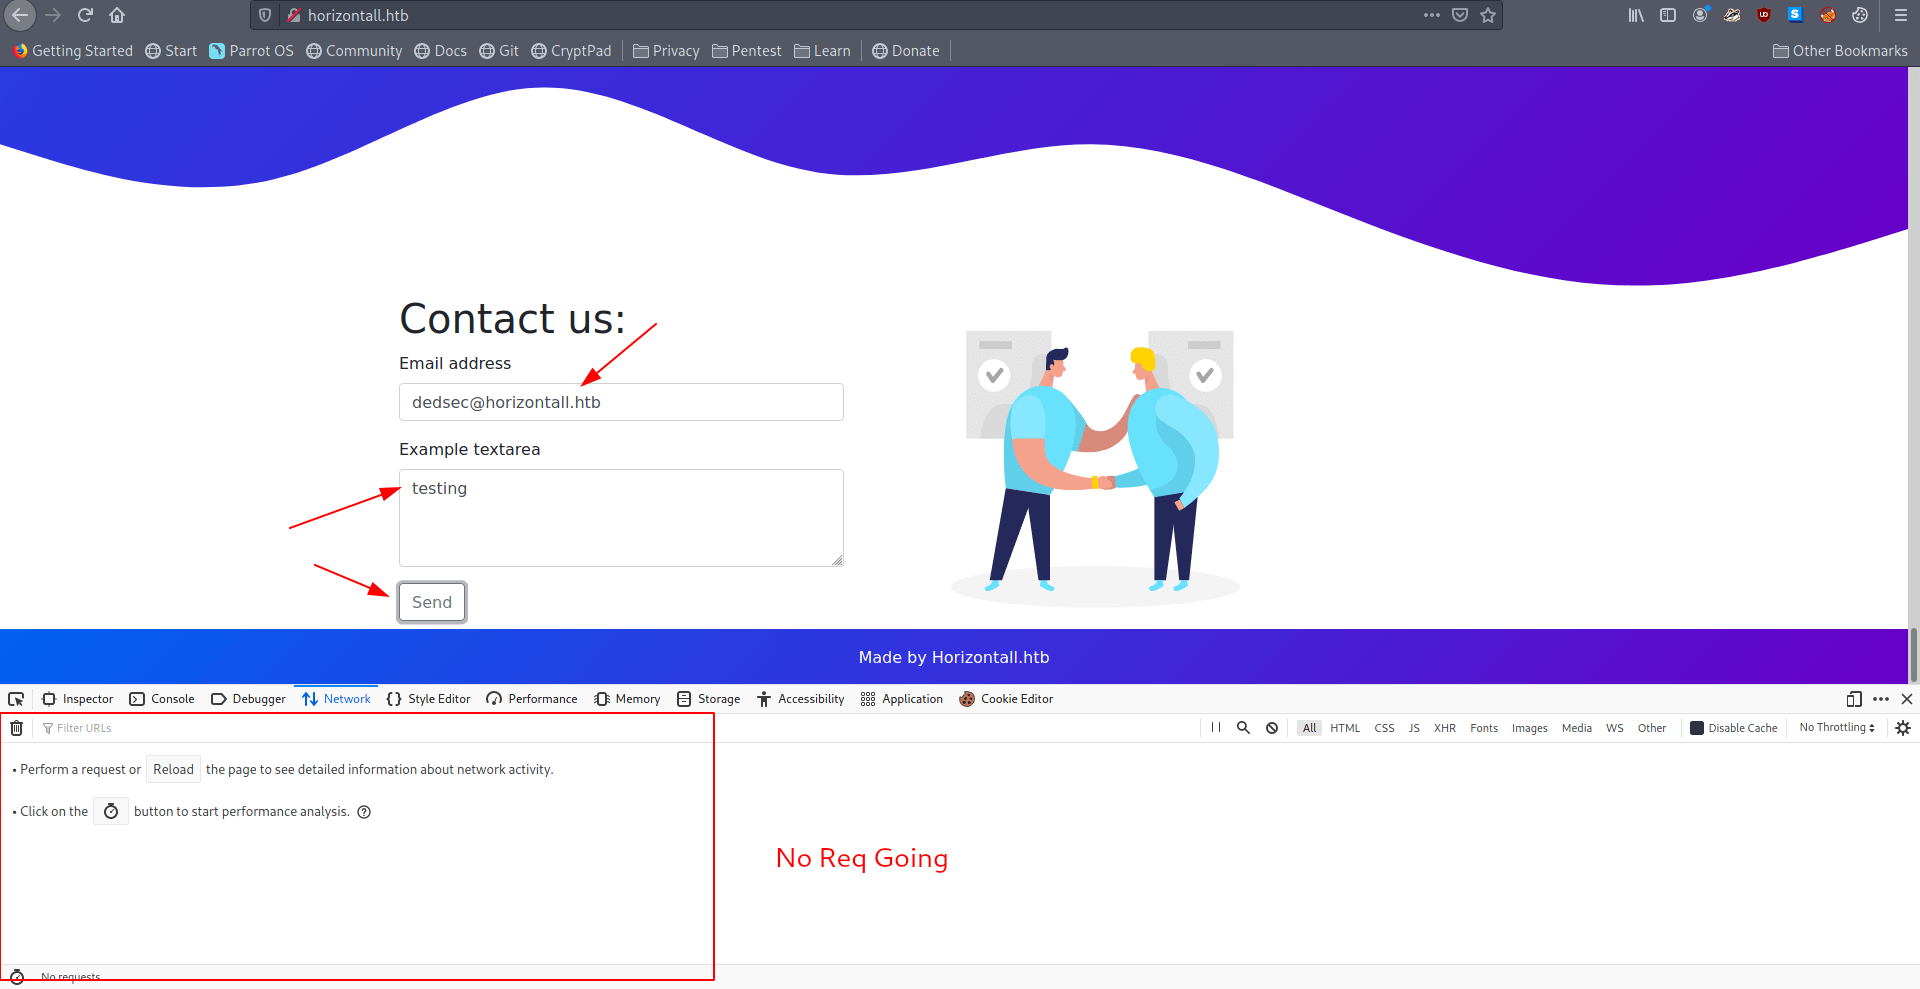 horizontall.htb
Getting Started Start Parrot OS Community Docs Git CryptPad Privacy Pentest Learn Donate Other Bookmarks
Contact us:
Email address
dedsec@horizontall.htb
Example textarea
testing
Send
Made by Horizontall.htb
Inspector Console Debugger Network Style Editor Performance Memory Storage Accessibility Application Cookie Editor
Filter URLs All HTML CSS JS XHR Fonts Images Media WS Other Disable Cache No Throttling
• Perform a request or Reload the page to see detailed information about network activity.
• Click on the button to start performance analysis.
No Req Going
No requests